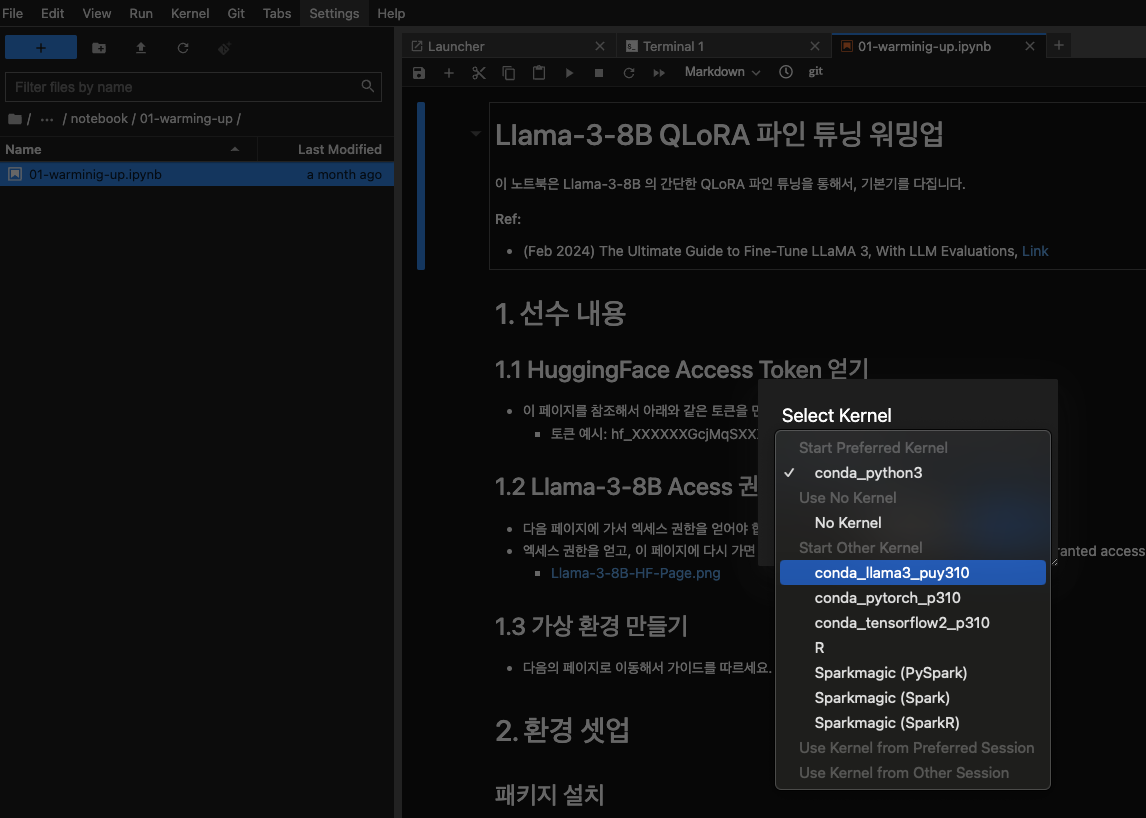 File Edit View Run Kernel Git Tabs Settings Help
Launcher
Terminal 1
01-warminig-up.ipynb
Markdown
git
Filter files by name
/ ··· / notebook / 01-warming-up /
Name Last Modified
01-warminig-up.ipynb a month ago
Llama-3-8B QLoRA 파인 튜닝 워밍업
이 노트북은 Llama-3-8B 의 간단한 QLoRA 파인 튜닝을 통해서, 기본기를 다집니다.
Ref:
• (Feb 2024) The Ultimate Guide to Fine-Tune LLaMA 3, With LLM Evaluations, Link
1. 선수 내용
1.1 HuggingFace Access Token 얻기
• 이 페이지를 참조해서 아래와 같은 토큰을
▪ 토큰 예시: hf_XXXXXXGcjMqSXX
1.2 Llama-3-8B Acess 권
• 다음 페이지에 가서 엑세스 권한을 얻어야
• 엑세스 권한을 얻고, 이 페이지에 다시 가면
ranted access
▪ Llama-3-8B-HF-Page.png
1.3 가상 환경 만들기
• 다음의 페이지로 이동해서 가이드를 따르세요.
2. 환경 셋업
패키지 설치
Select Kernel
Start Preferred Kernel
✓ conda_python3
Use No Kernel
No Kernel
Start Other Kernel
conda_llama3_puy310
conda_pytorch_p310
conda_tensorflow2_p310
R
Sparkmagic (PySpark)
Sparkmagic (Spark)
Sparkmagic (SparkR)
Use Kernel from Preferred Session
Use Kernel from Other Session